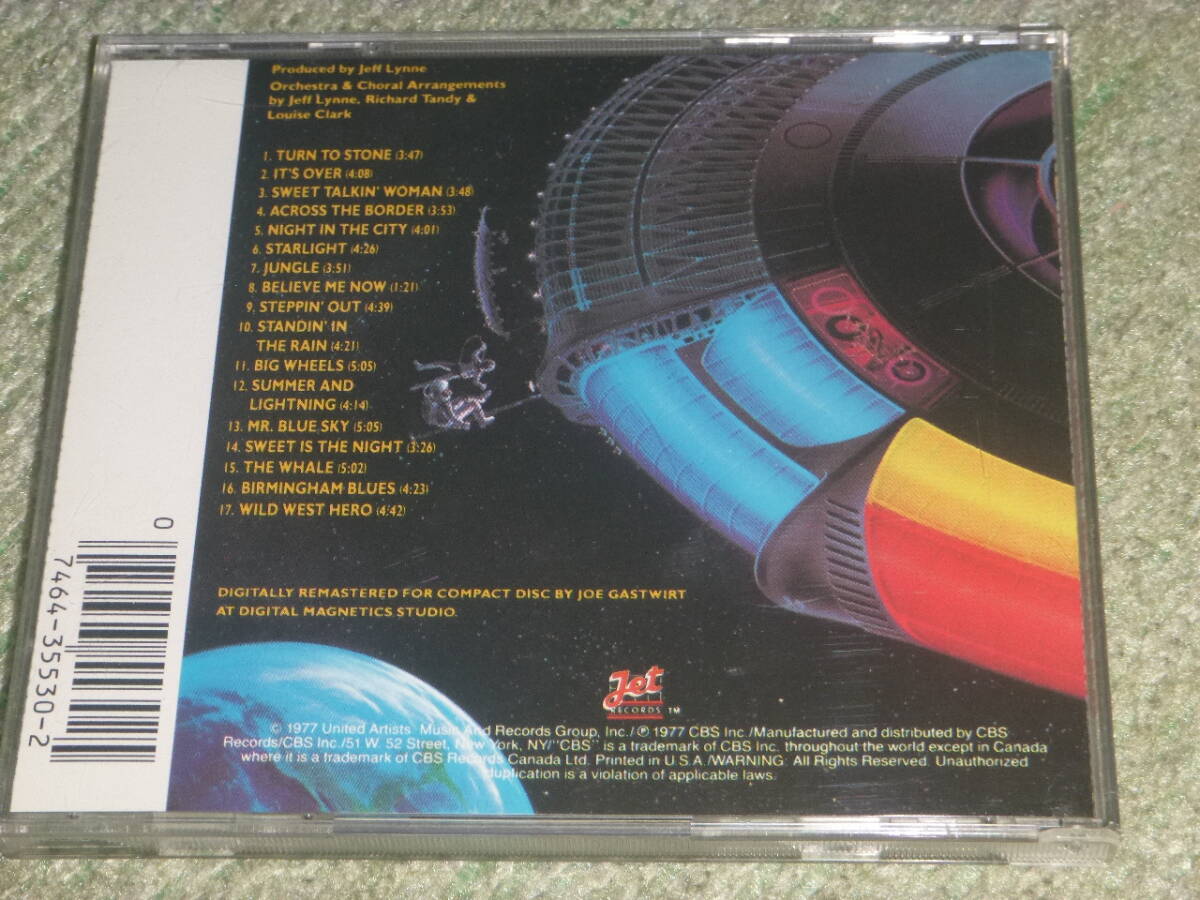 Produced by Jeff Lynne
Orchestra & Choral Arrangements
by Jeff Lynne, Richard Tandy &
Louise Clark
1. TURN TO STONE (3:47)
2. IT'S OVER (4:08)
3. SWEET TALKIN' WOMAN (3:48)
4. ACROSS THE BORDER (3:53)
5. NIGHT IN THE CITY (4:01)
6. STARLIGHT (4:26)
7. JUNGLE (3:51)
8. BELIEVE ME NOW (1:21)
9. STEPPIN' OUT (4:39)
10. STANDIN' IN
THE RAIN (4:21)
11. BIG WHEELS (5:05)
12. SUMMER AND
LIGHTNING (4:14)
13. MR. BLUE SKY (5:05)
14. SWEET IS THE NIGHT (3:26)
15. THE WHALE (5:02)
16. BIRMINGHAM BLUES (4:23)
17. WILD WEST HERO (4:42)
DIGITALLY REMASTERED FOR COMPACT DISC BY JOE GASTWIRT
AT DIGITAL MAGNETICS STUDIO.
0 7464-35530-2
Jet
RECORDS TM
© 1977 United Artists Music And Records Group, Inc./℗ 1977 CBS Inc./Manufactured and distributed by CBS
Records/CBS Inc./51 W. 52 Street, New York, NY/"CBS" is a trademark of CBS Inc. throughout the world except in Canada
where it is a trademark of CBS Records Canada Ltd. Printed in U.S.A./WARNING: All Rights Reserved. Unauthorized
duplication is a violation of applicable laws.